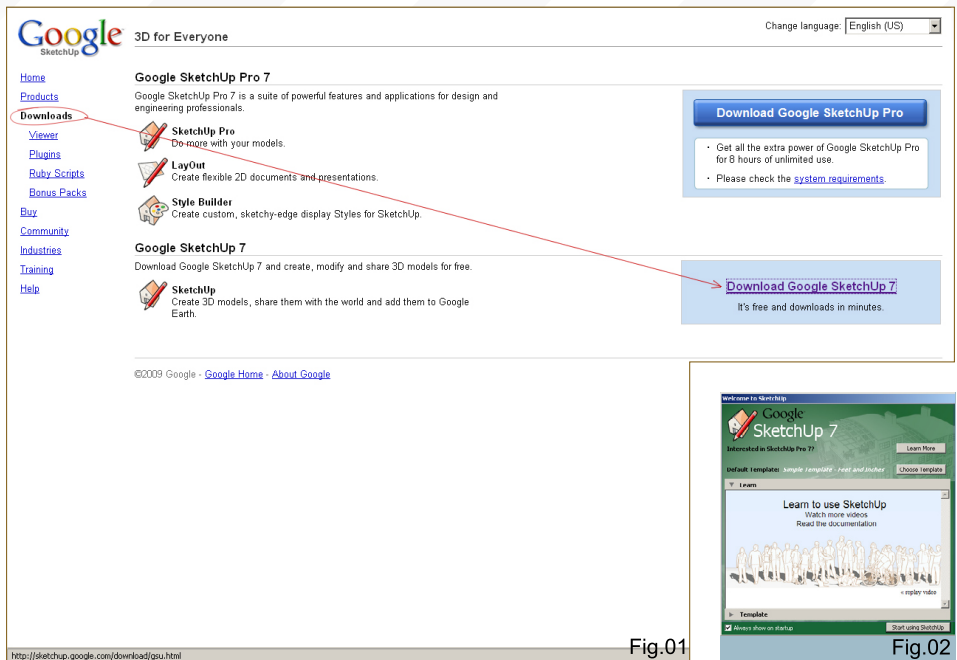 Google
SketchUp
3D for Everyone
Change language: English (US)
Home
Products
Downloads
Viewer
Plugins
Ruby Scripts
Bonus Packs
Buy
Community
Industries
Training
Help
Google SketchUp Pro 7
Google SketchUp Pro 7 is a suite of powerful features and applications for design and
engineering professionals.
SketchUp Pro
Do more with your models.
LayOut
Create flexible 2D documents and presentations.
Style Builder
Create custom, sketchy-edge display Styles for SketchUp.
Download Google SketchUp Pro
· Get all the extra power of Google SketchUp Pro
for 8 hours of unlimited use.
· Please check the system requirements.
Google SketchUp 7
Download Google SketchUp 7 and create, modify and share 3D models for free.
SketchUp
Create 3D models, share them with the world and add them to Google
Earth.
Download Google SketchUp 7
It's free and downloads in minutes.
©2009 Google - Google Home - About Google
http://sketchup.google.com/download/gsu.html
Fig.01
Welcome to SketchUp
Google
SketchUp 7
Interested in SketchUp Pro 7?
Learn More
Default Template: Simple Template - Feet and Inches
Choose Template
Learn
Learn to use SketchUp
Watch more videos
Read the documentation
« replay video
Template
Always show on startup
Start using SketchUp
Fig.02